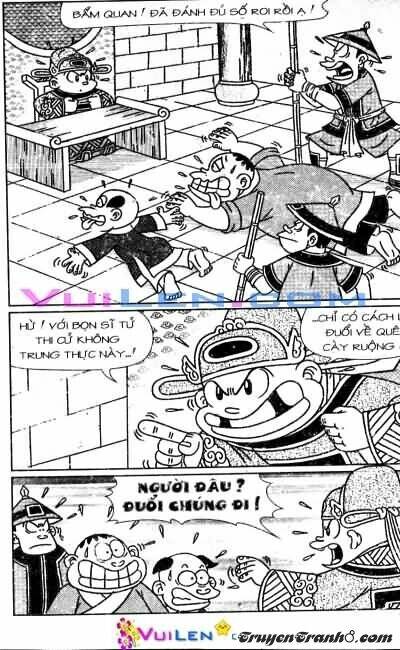 BẨM QUAN! ĐÃ ĐÁNH ĐỦ SỐ ROI RỒI Ạ!
VuiLen.com
HỪ! VỚI BỌN SĨ TỬ
THI CỬ KHÔNG
TRUNG THỰC NÀY...!
...CHỈ CÓ CÁCH L
ĐUỔI VỀ QUÊ
CÀY RUỘNG
NGƯỜI ĐÂU?
ĐUỔI CHÚNG ĐI!
VuiLen.com
TruyenTranh8.com